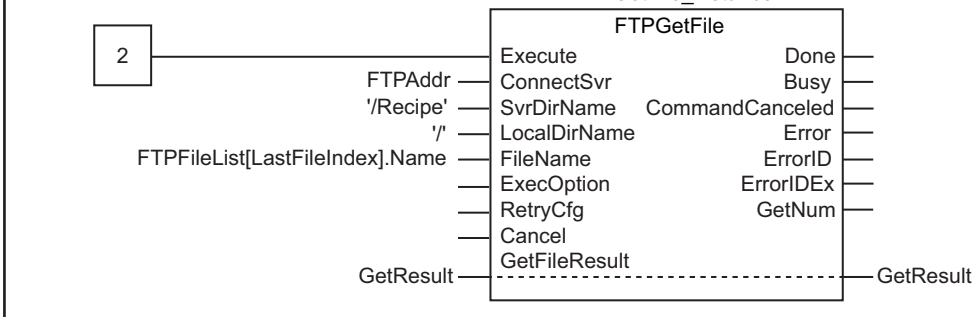 FTPGetFile
2
Execute Done
FTPAddr ConnectSvr Busy
'/Recipe' SvrDirName CommandCanceled
'/' LocalDirName Error
FTPFileList[LastFileIndex].Name FileName ErrorID
ExecOption ErrorIDEx
RetryCfg GetNum
Cancel
GetFileResult
GetResult GetResult